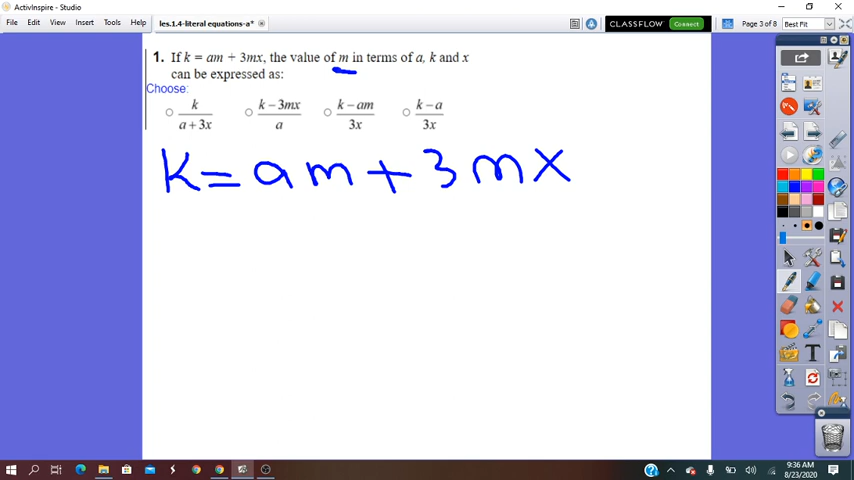 ActivInspire - Studio
File Edit View Insert Tools Help
les.1.4-literal equations-a*
CLASSFLOW Connect
Page 3 of 8
Best Fit
1. If k = am + 3mx, the value of m in terms of a, k and x
can be expressed as:
Choose:
k/(a + 3x) (k − 3mx)/a (k − am)/3x (k − a)/3x
K = am + 3mx
9:36 AM
8/23/2020